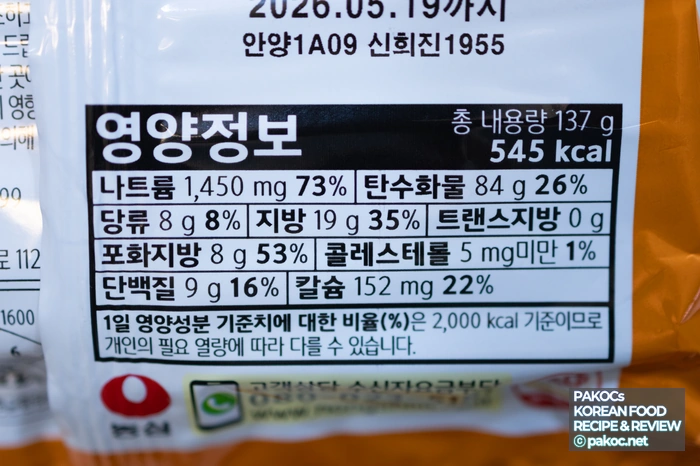 2026.05.19까지
안양1A09 신희진1955
영양정보
총 내용량 137 g
545 kcal
나트륨 1,450 mg 73% 탄수화물 84 g 26%
당류 8 g 8% 지방 19 g 35% 트랜스지방 0 g
포화지방 8 g 53% 콜레스테롤 5 mg미만 1%
단백질 9 g 16% 칼슘 152 mg 22%
1일 영양성분 기준치에 대한 비율(%)은 2,000 kcal 기준이므로
개인의 필요 열량에 따라 다를 수 있습니다.
농심
PAKOCs
KOREAN FOOD
RECIPE & REVIEW
© pakoc.net